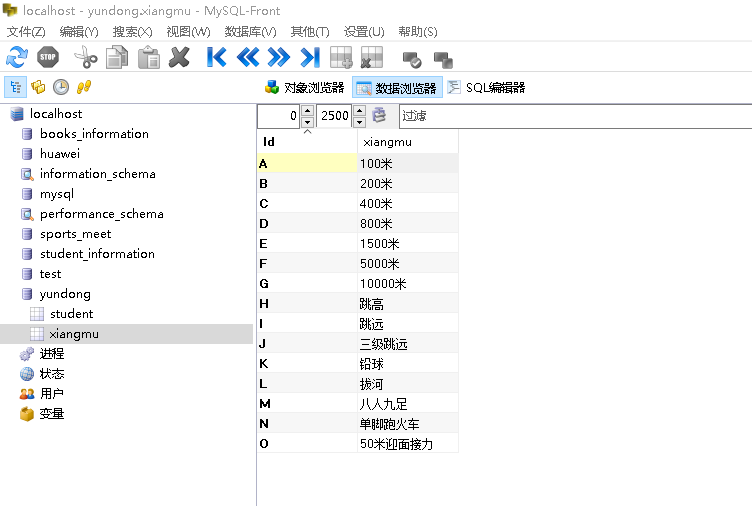 localhost - yundong.xiangmu - MySQL-Front
文件(Z) 编辑(Y) 搜索(X) 视图(W) 数据库(V) 其他(T) 设置(U) 帮助(S)
STOP
对象浏览器 数据浏览器 SQL编辑器
0 2500 过滤
localhost
books_information
huawei
information_schema
mysql
performance_schema
sports_meet
student_information
test
yundong
student
xiangmu
进程
状态
用户
变量
Id xiangmu
A 100米
B 200米
C 400米
D 800米
E 1500米
F 5000米
G 10000米
H 跳高
I 跳远
J 三级跳远
K 铅球
L 拔河
M 八人九足
N 单脚跑火车
O 50米迎面接力